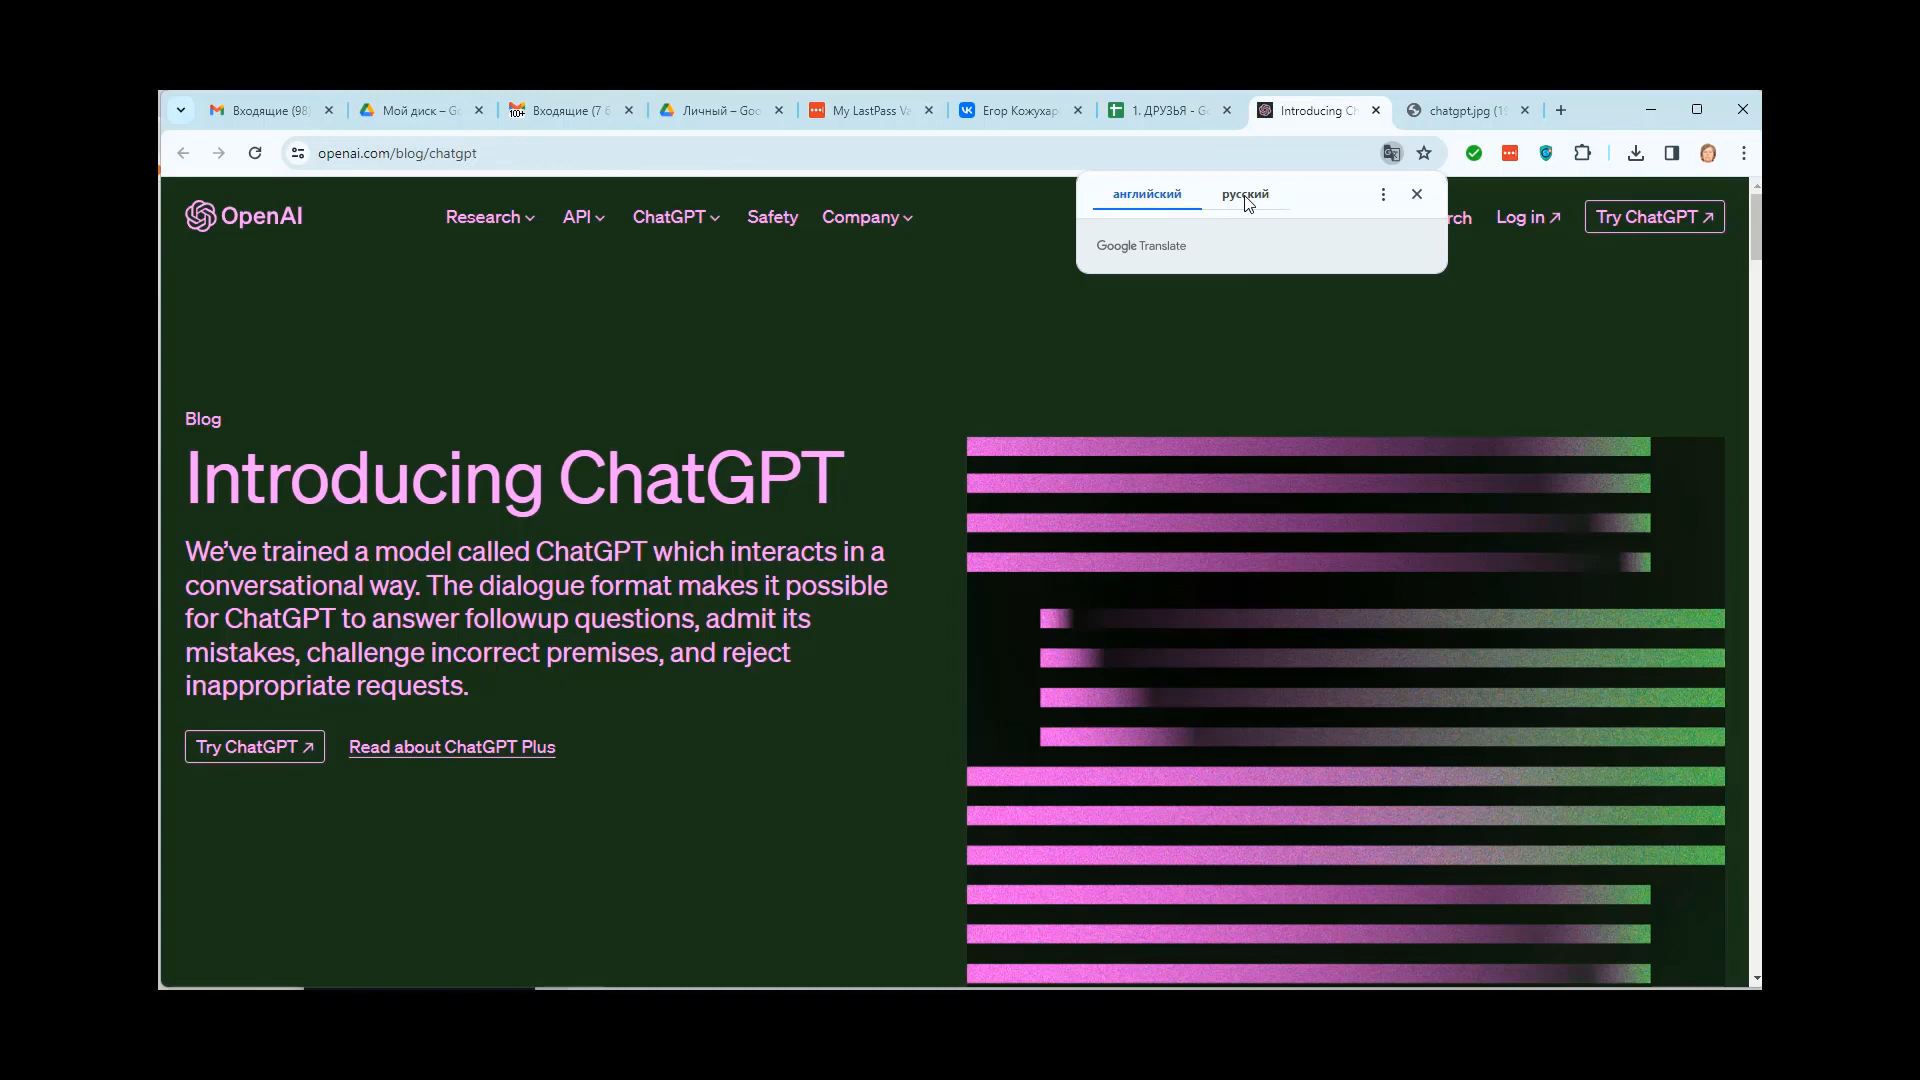 Входящие (98
Мой диск – Go
100+
Входящие (7 6
Личный – Goo
My LastPass Va
Егор Кожухар
1. ДРУЗЬЯ - Go
Introducing Ch
chatgpt.jpg (19
openai.com/blog/chatgpt
английский
русский
Google Translate
OpenAI
Research
API
ChatGPT
Safety
Company
rch
Log in ↗
Try ChatGPT ↗
Blog
Introducing ChatGPT
We’ve trained a model called ChatGPT which interacts in a
conversational way. The dialogue format makes it possible
for ChatGPT to answer followup questions, admit its
mistakes, challenge incorrect premises, and reject
inappropriate requests.
Try ChatGPT ↗
Read about ChatGPT Plus